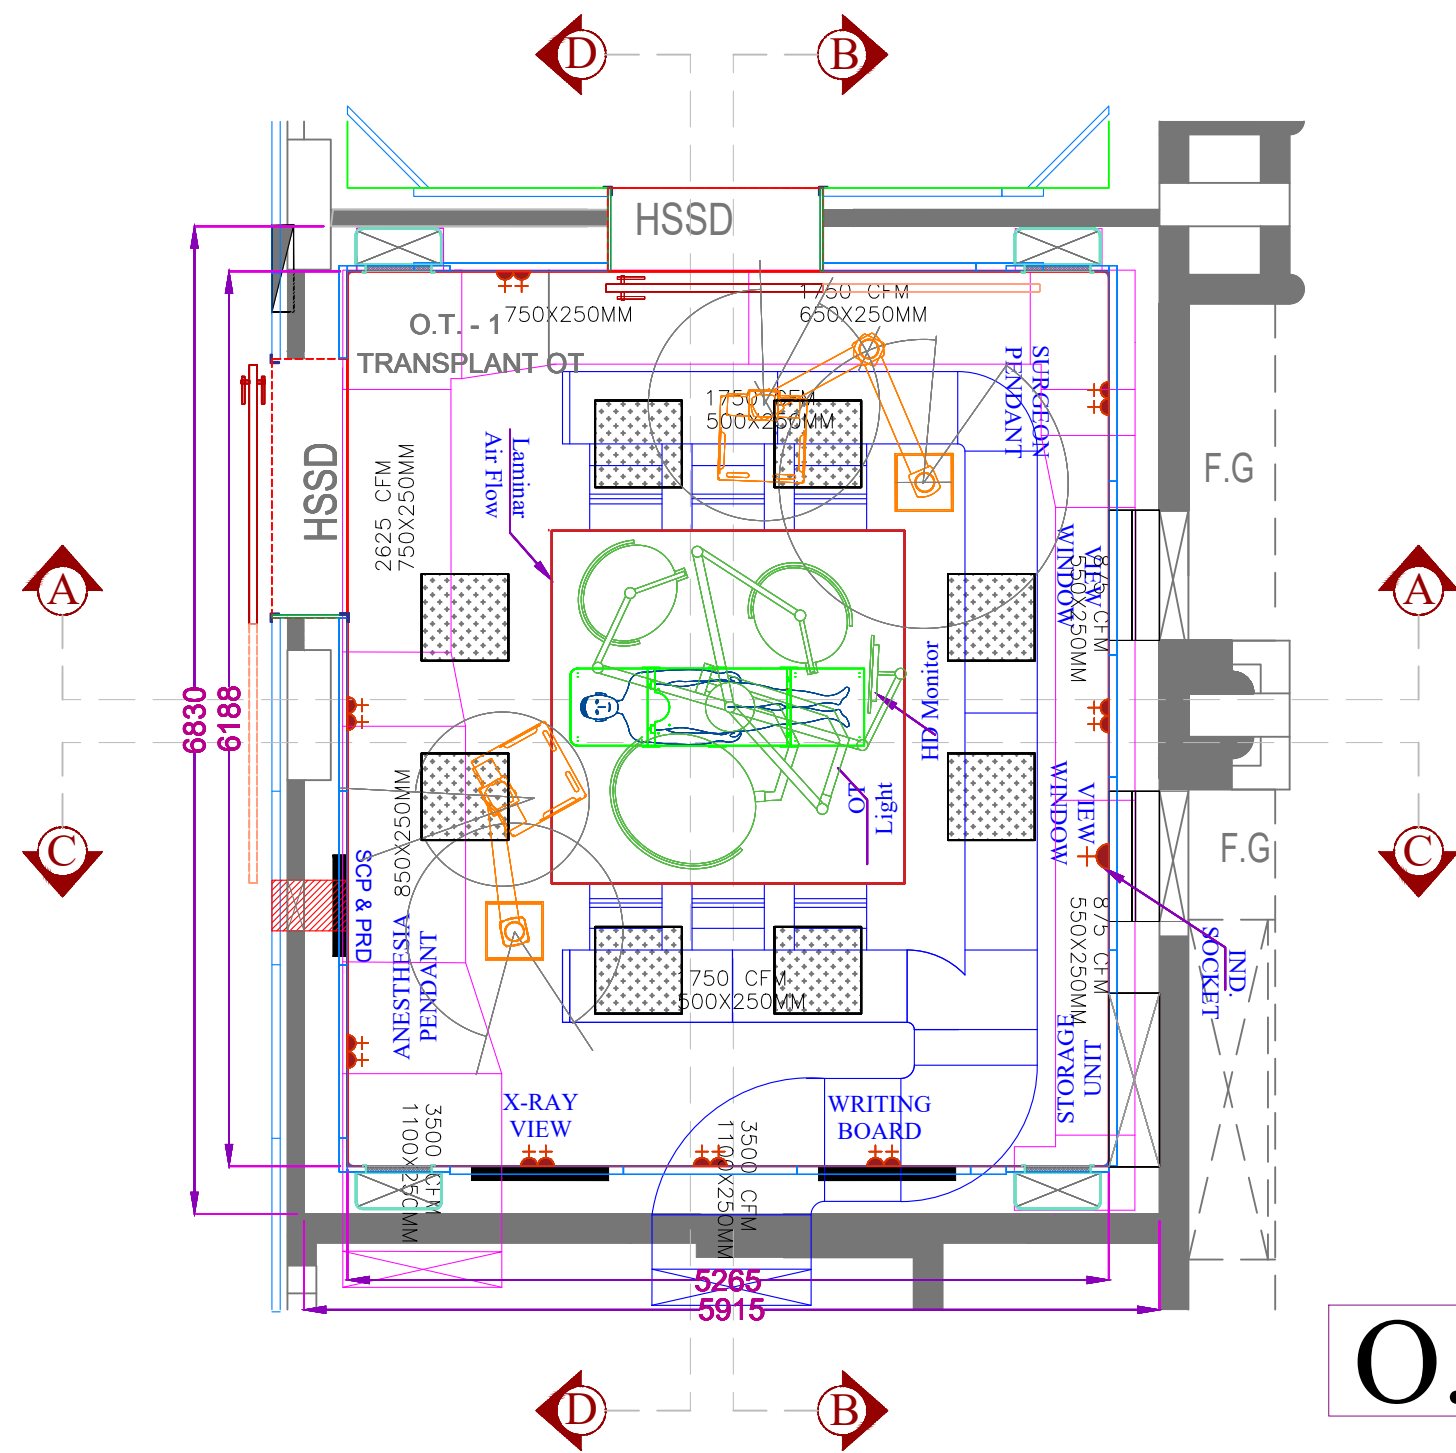 D
B
HSSD
1750 CFM
750X250MM
650X250MM
O.T. - 1
TRANSPLANT OT
SURGEON
PENDANT
1750 CFM
500X250MM
Laminar
Air Flow
HSSD
2625 CFM
750X250MM
F.G
VIEW
WINDOW
875 CFM
550X250MM
A
A
6830
6188
HD Monitor
OT
Light
VIEW
WINDOW
F.G
C
C
SCP & PRD
850X250MM
ANESTHESIA
PENDANT
875 CFM
550X250MM
IND.
SOCKET
750 CFM
500X250MM
STORAGE
UNIT
X-RAY
VIEW
WRITING
BOARD
3500 CFM
1100X250MM
3500 CFM
1100X250MM
5265
5915
O.
D
B